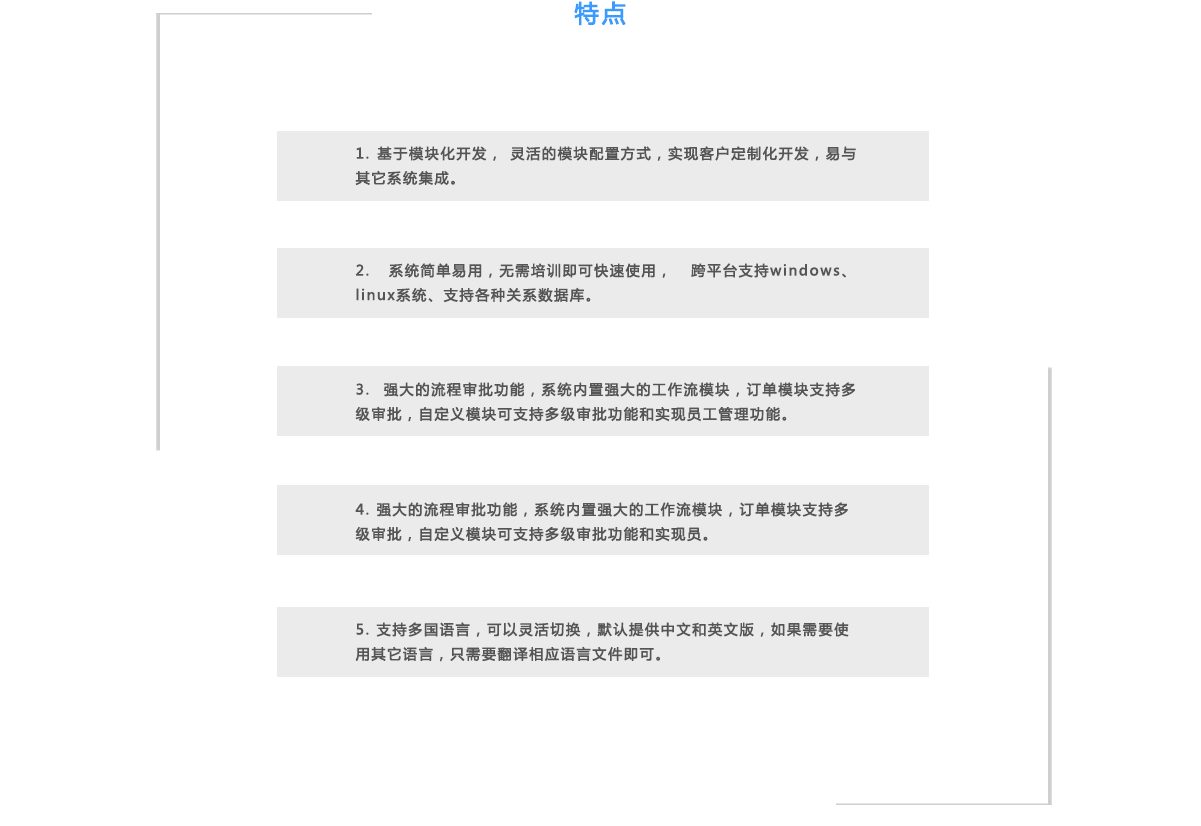 特点
1. 基于模块化开发， 灵活的模块配置方式，实现客户定制化开发，易与
其它系统集成。
2. 系统简单易用，无需培训即可快速使用， 跨平台支持windows、
linux系统、支持各种关系数据库。
3. 强大的流程审批功能，系统内置强大的工作流模块，订单模块支持多
级审批，自定义模块可支持多级审批功能和实现员工管理功能。
4. 强大的流程审批功能，系统内置强大的工作流模块，订单模块支持多
级审批，自定义模块可支持多级审批功能和实现员。
5. 支持多国语言，可以灵活切换，默认提供中文和英文版，如果需要使
用其它语言，只需要翻译相应语言文件即可。